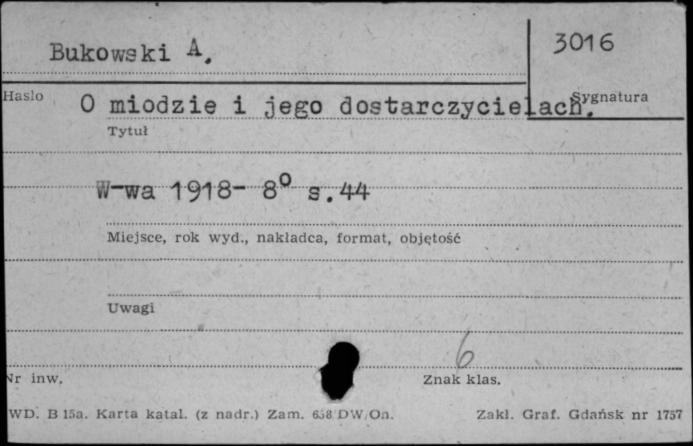 Bukowski A.
3016
Hasło
Sygnatura
O miodzie i jego dostarczycielach.
Tytuł
W-wa 1918- 8° s.44
Miejsce, rok wyd., nakładca, format, objętość
Uwagi
6
Nr inw.
Znak klas.
WD. B 15a. Karta katal. (z nadr.) Zam. 658 DW/On.
Zakł. Graf. Gdańsk nr 1757